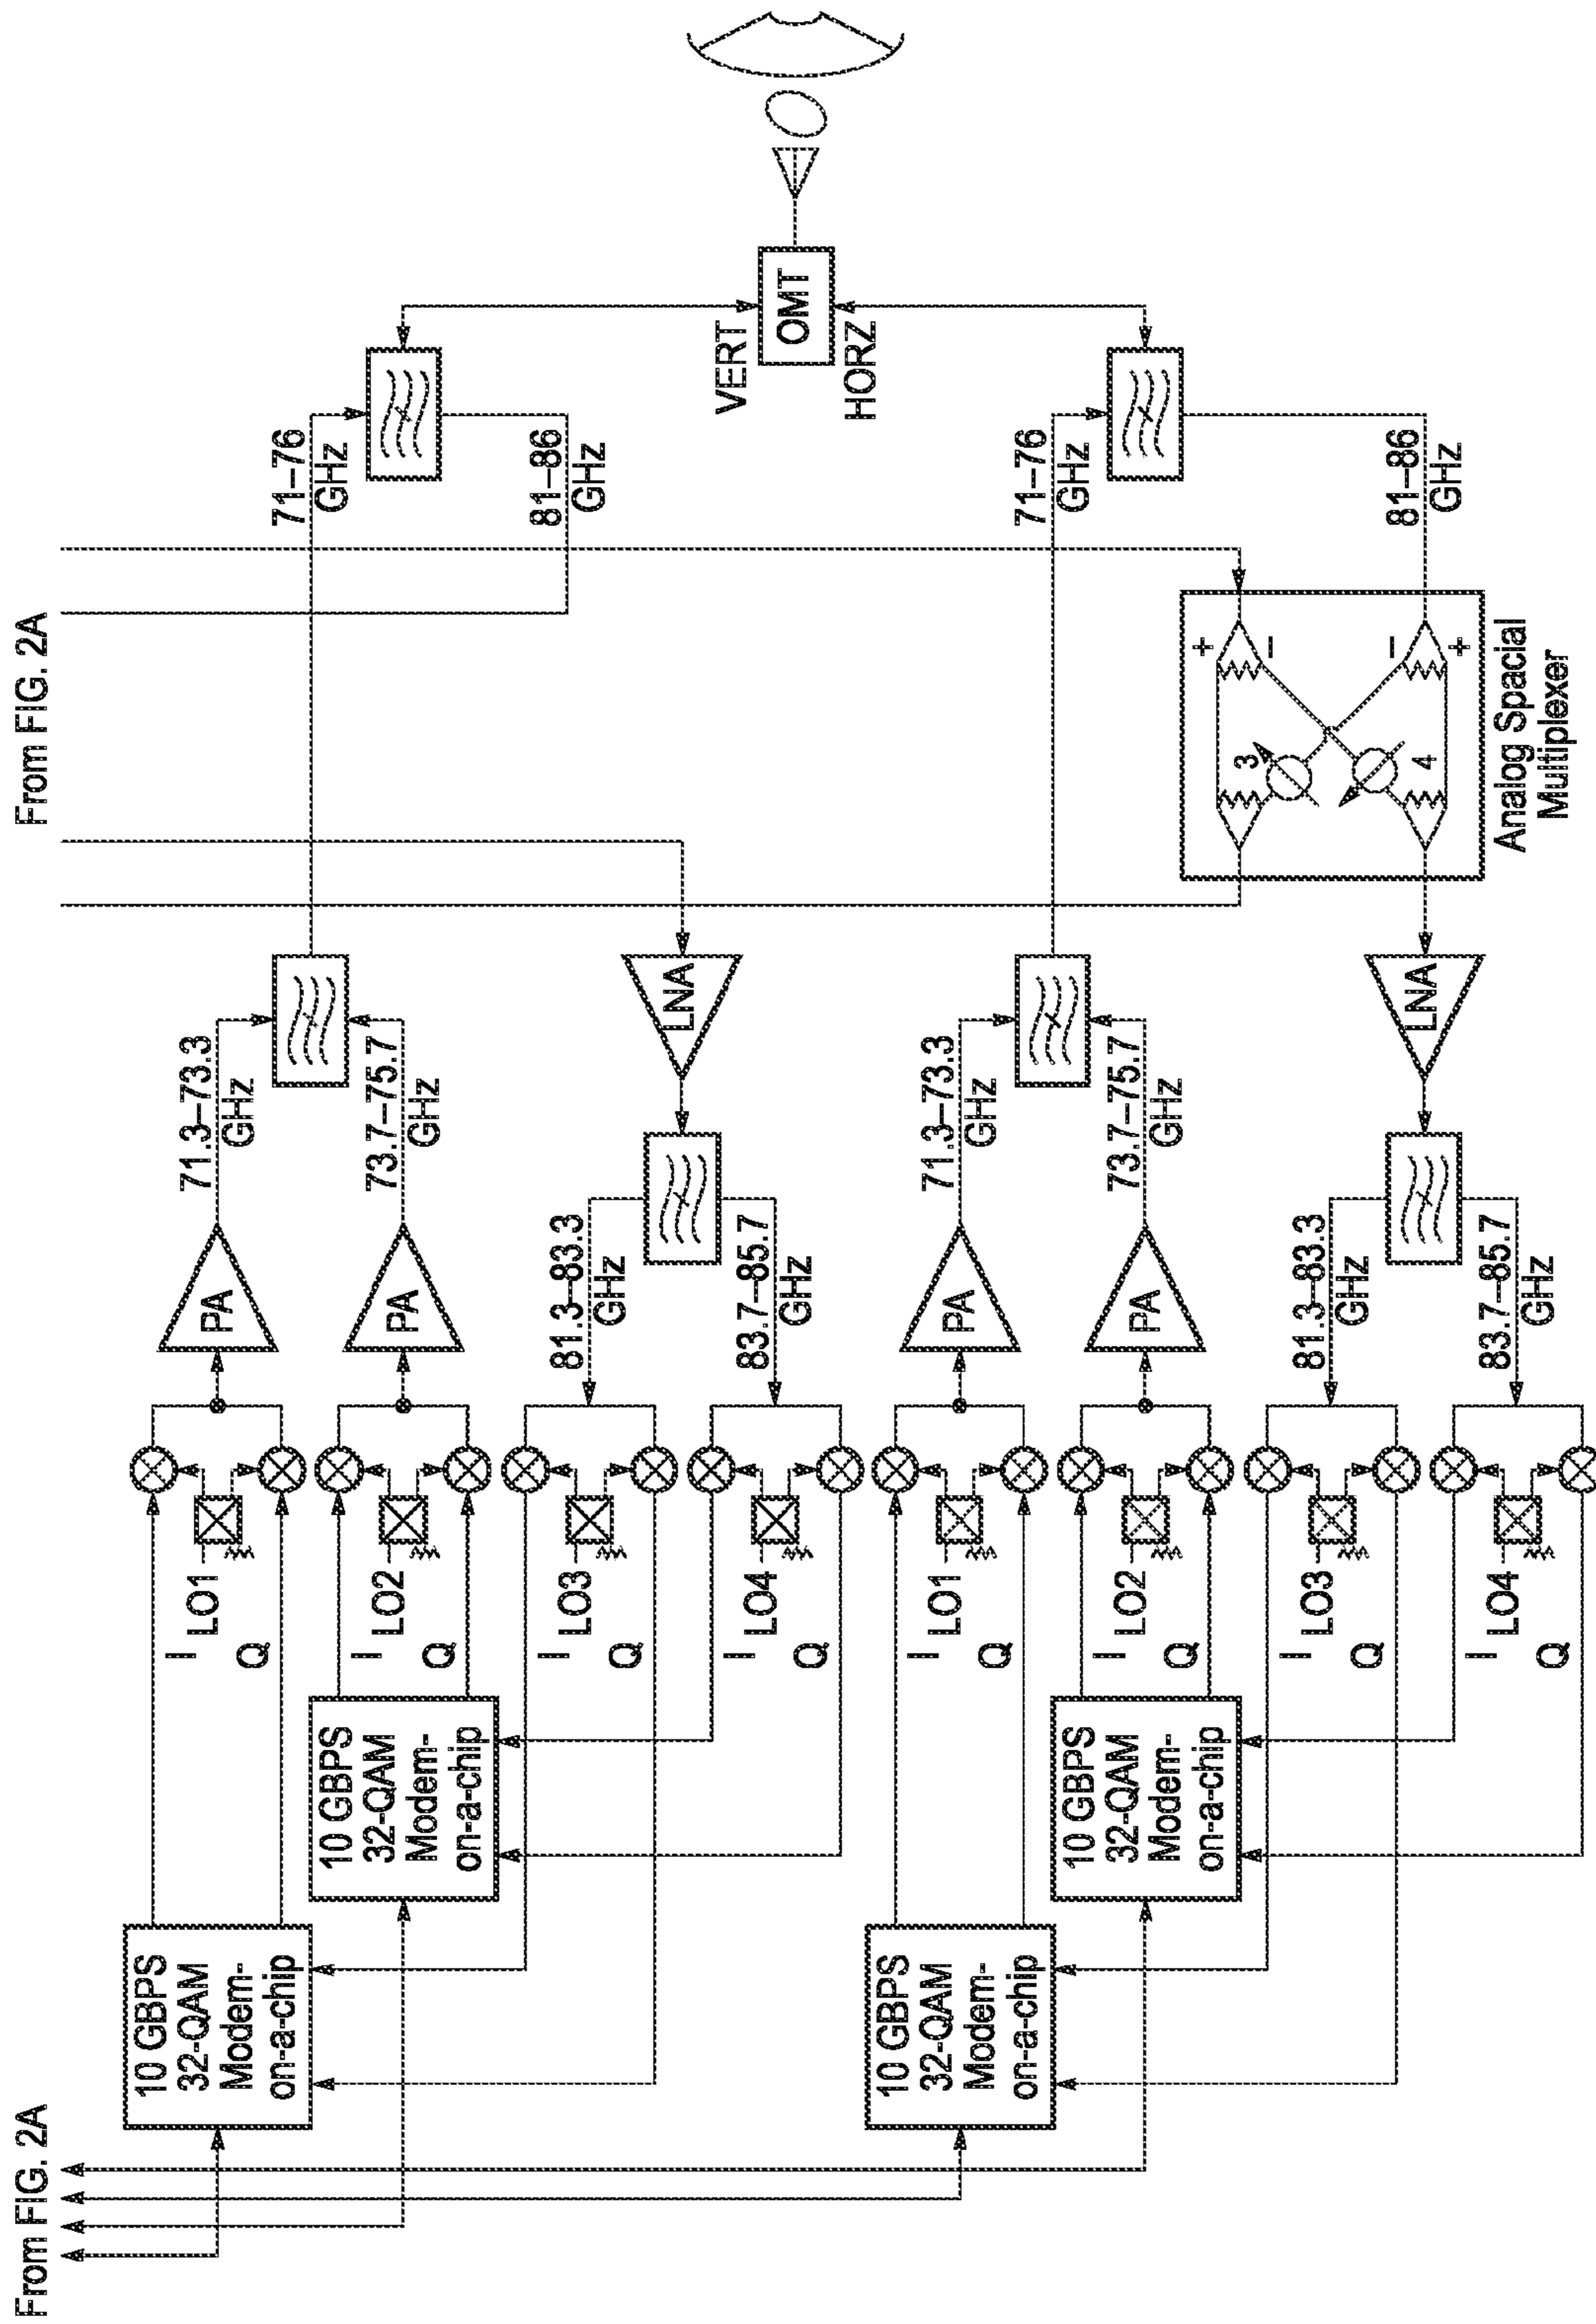 From FIG. 2A
From FIG. 2A
10 GBPS
32-QAM
Modem-
on-a-chip
I
LO1
Q
PA
71.3–73.3
GHz
71–76
GHz
10 GBPS
32-QAM
Modem-
on-a-chip
I
LO2
Q
PA
73.7–75.7
GHz
81–86
GHz
I
LO3
Q
81.3–83.3
GHz
LNA
VERT
OMT
HORZ
I
LO4
Q
83.7–85.7
GHz
10 GBPS
32-QAM
Modem-
on-a-chip
I
LO1
Q
PA
71.3–73.3
GHz
71–76
GHz
10 GBPS
32-QAM
Modem-
on-a-chip
I
LO2
Q
PA
73.7–75.7
GHz
+
–
3
4
–
+
81–86
GHz
I
LO3
Q
81.3–83.3
GHz
LNA
Analog Spacial
Multiplexer
I
LO4
Q
83.7–85.7
GHz